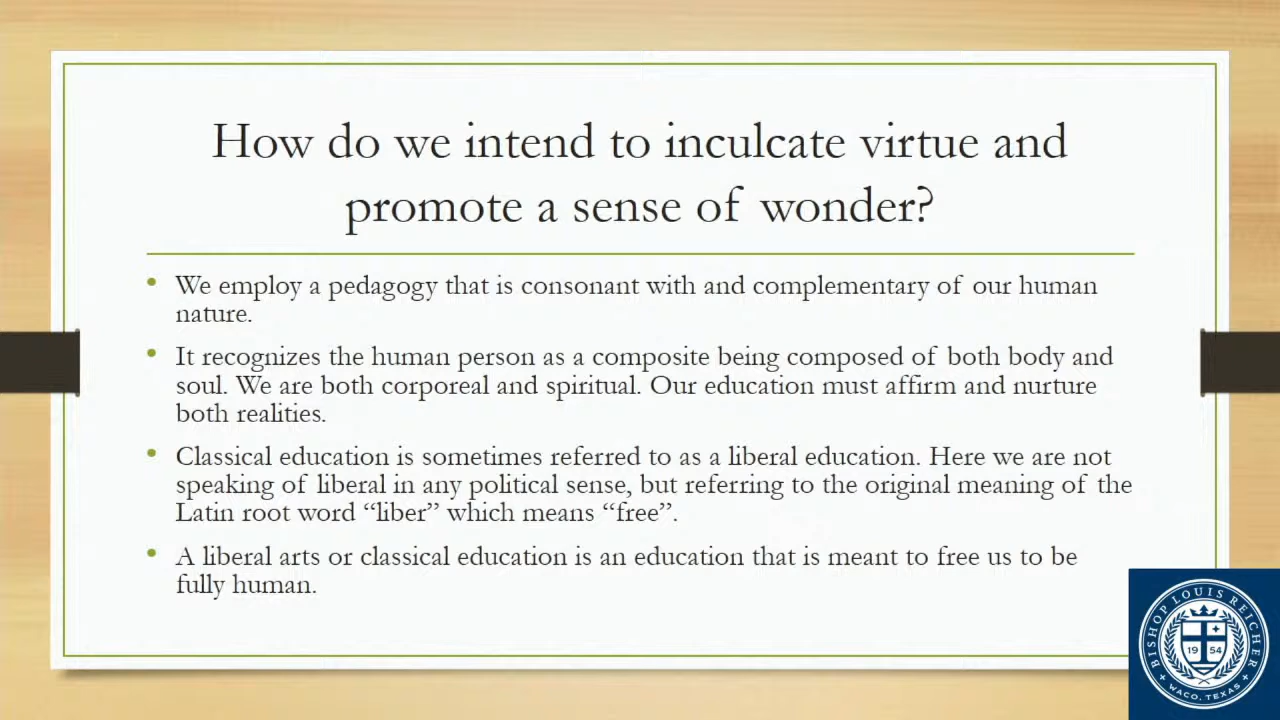 How do we intend to inculcate virtue and
promote a sense of wonder?
• We employ a pedagogy that is consonant with and complementary of our human
nature.
• It recognizes the human person as a composite being composed of both body and
soul. We are both corporeal and spiritual. Our education must affirm and nurture
both realities.
• Classical education is sometimes referred to as a liberal education. Here we are not
speaking of liberal in any political sense, but referring to the original meaning of the
Latin root word “liber” which means “free”.
• A liberal arts or classical education is an education that is meant to free us to be
fully human.
BISHOP LOUIS REICHER
19 54
WACO, TEXAS